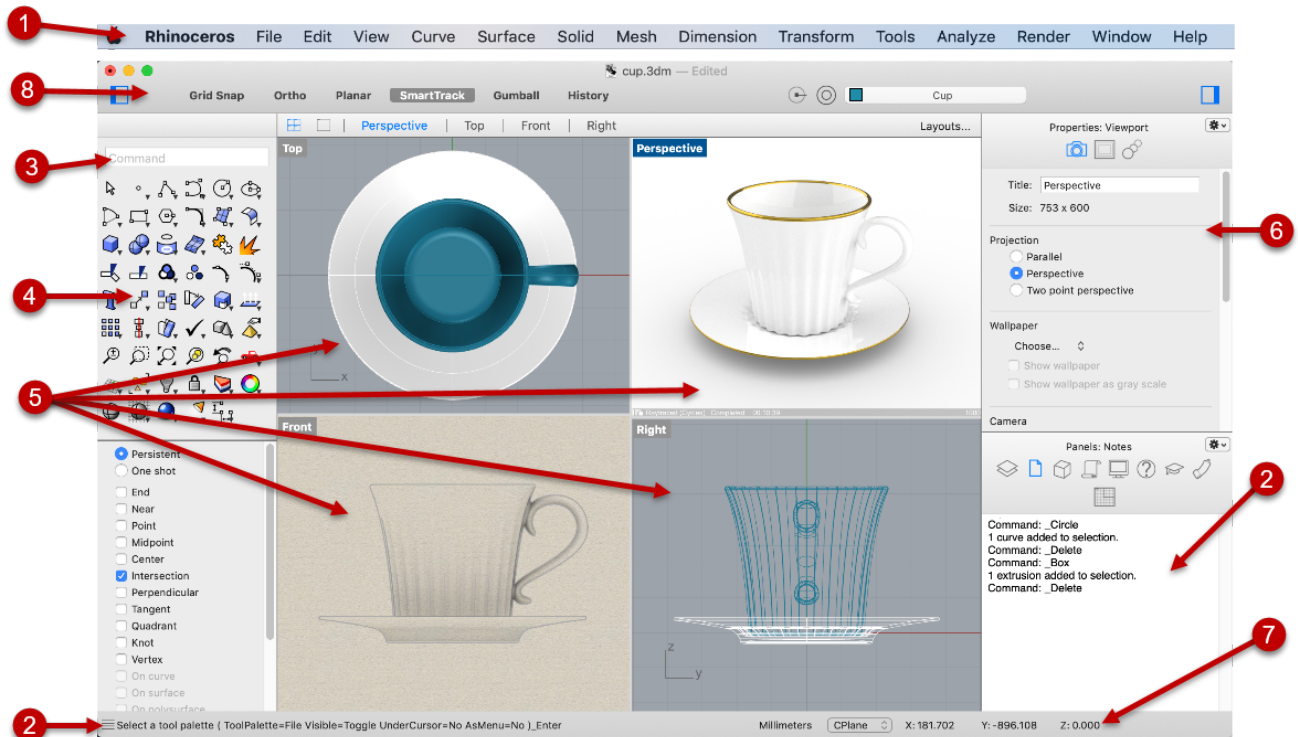 1
Rhinoceros File Edit View Curve Surface Solid Mesh Dimension Transform Tools Analyze Render Window Help
cup.3dm — Edited
8
Grid Snap Ortho Planar SmartTrack Gumball History
Cup
Perspective | Top | Front | Right
Layouts...
3
Command
4
5
Top
x
Perspective
Front
Right
z
y
Properties: Viewport
Title: Perspective
Size: 753 x 600
6
Projection
Parallel
Perspective
Two point perspective
Wallpaper
Choose...
Show wallpaper
Show wallpaper as gray scale
Camera
Persistent
One shot
End
Near
Point
Midpoint
Center
Intersection
Perpendicular
Tangent
Quadrant
Knot
Vertex
On curve
On surface
On polysurface
Panels: Notes
2
Command: _Circle
1 curve added to selection.
Command: _Delete
Command: _Box
1 extrusion added to selection.
Command: _Delete
7
2
Select a tool palette ( ToolPalette=File Visible=Toggle UnderCursor=No AsMenu=No )_Enter
Millimeters CPlane X: 181.702 Y: -896.108 Z: 0.000